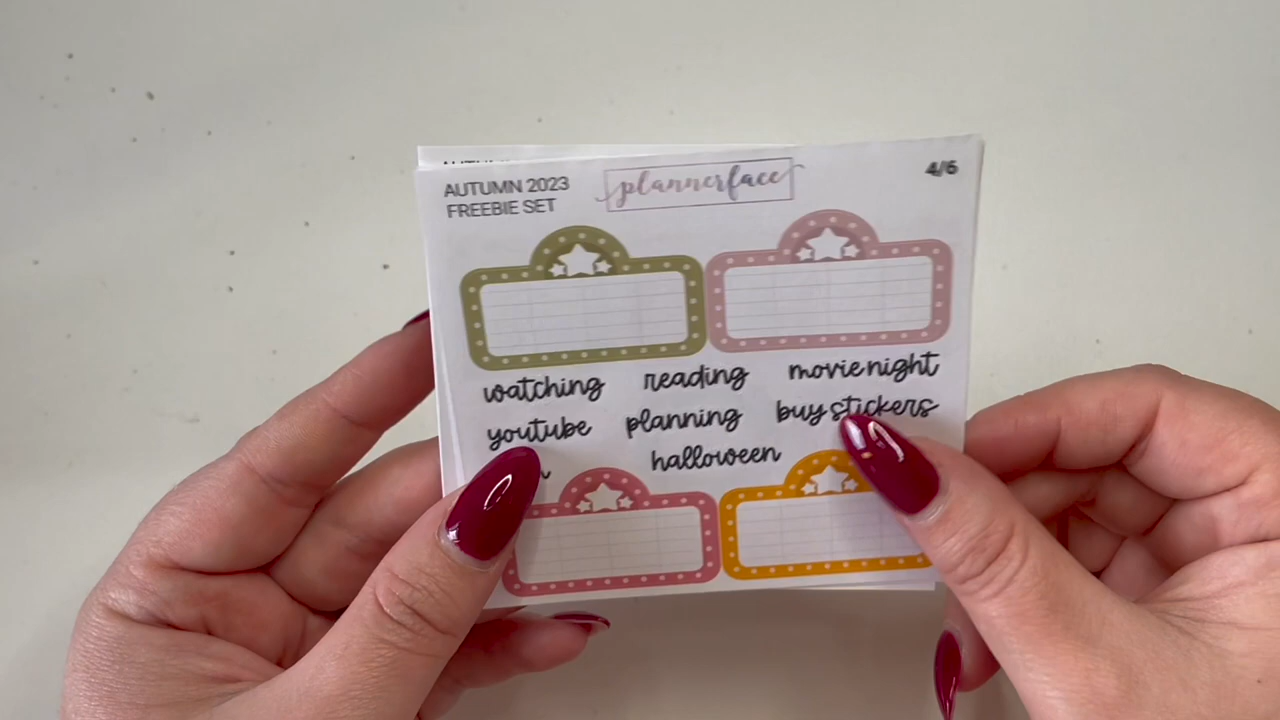 AUTUMN 2023
FREEBIE SET
plannerface
4/6
watching reading movie night
youtube planning buy stickers
halloween